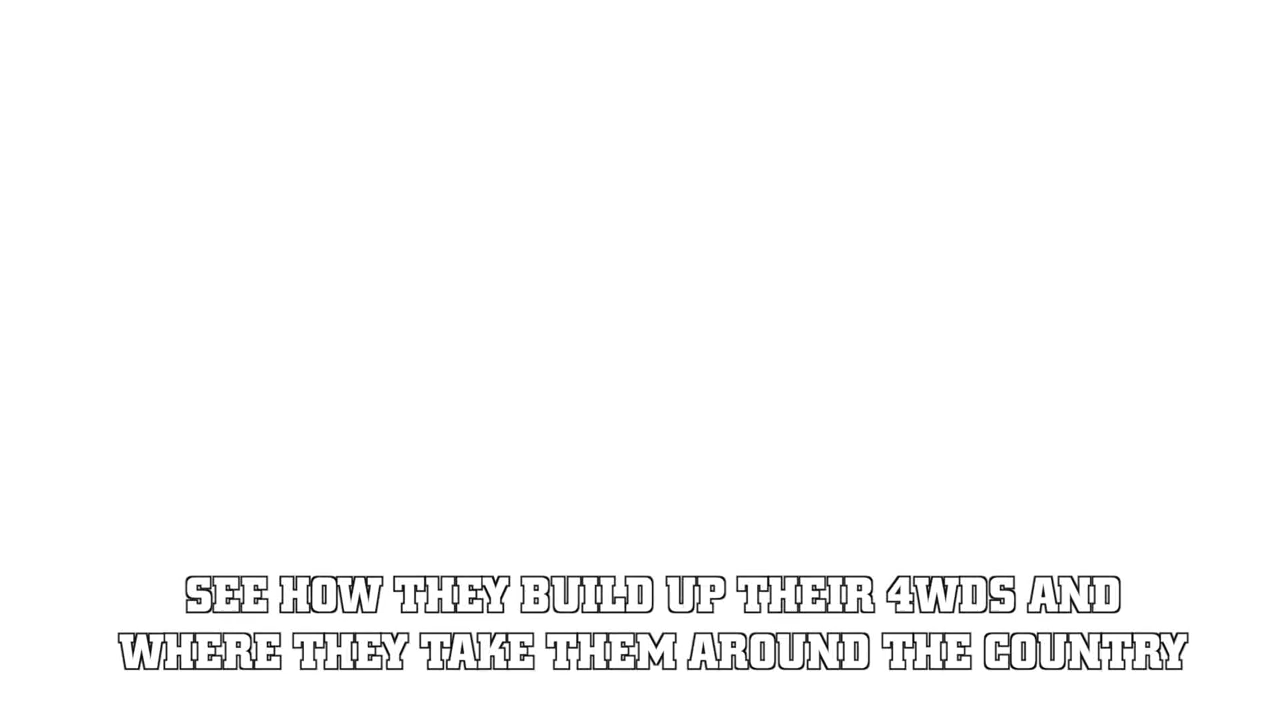 SEE HOW THEY BUILD UP THEIR 4WDS AND
WHERE THEY TAKE THEM AROUND THE COUNTRY